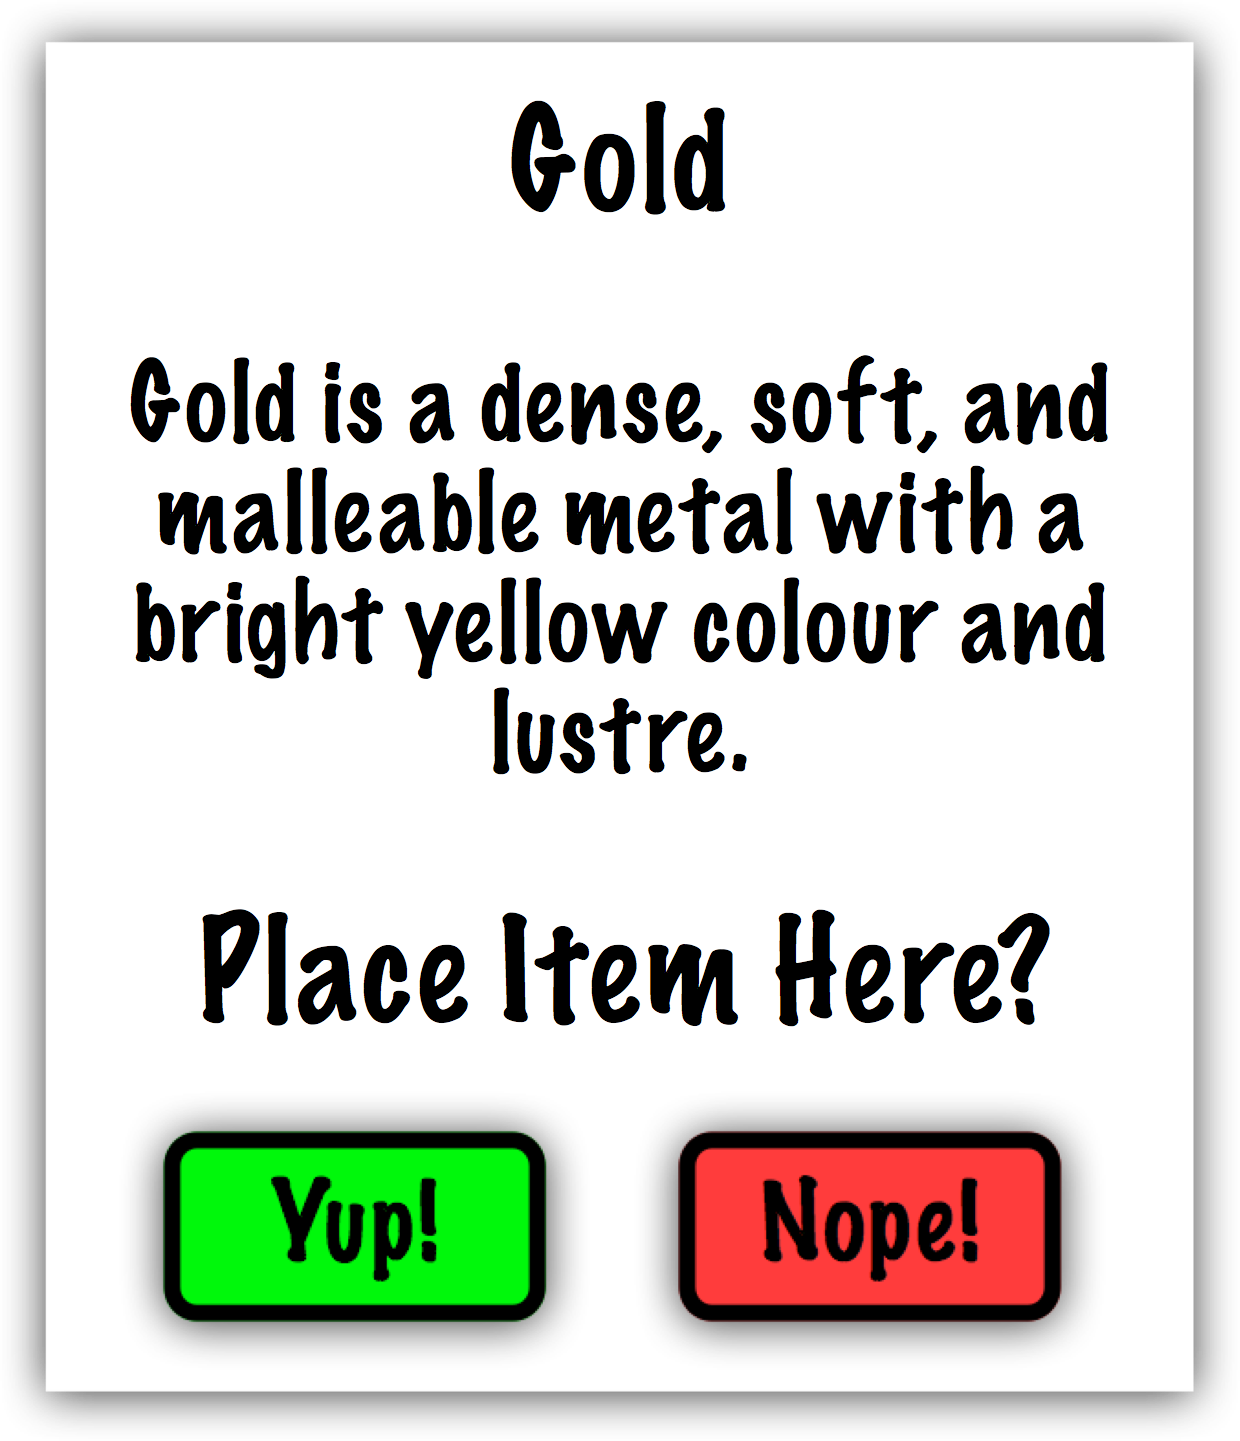 Gold
Gold is a dense, soft, and
malleable metal with a
bright yellow colour and
lustre.
Place Item Here?
Yup!
Nope!